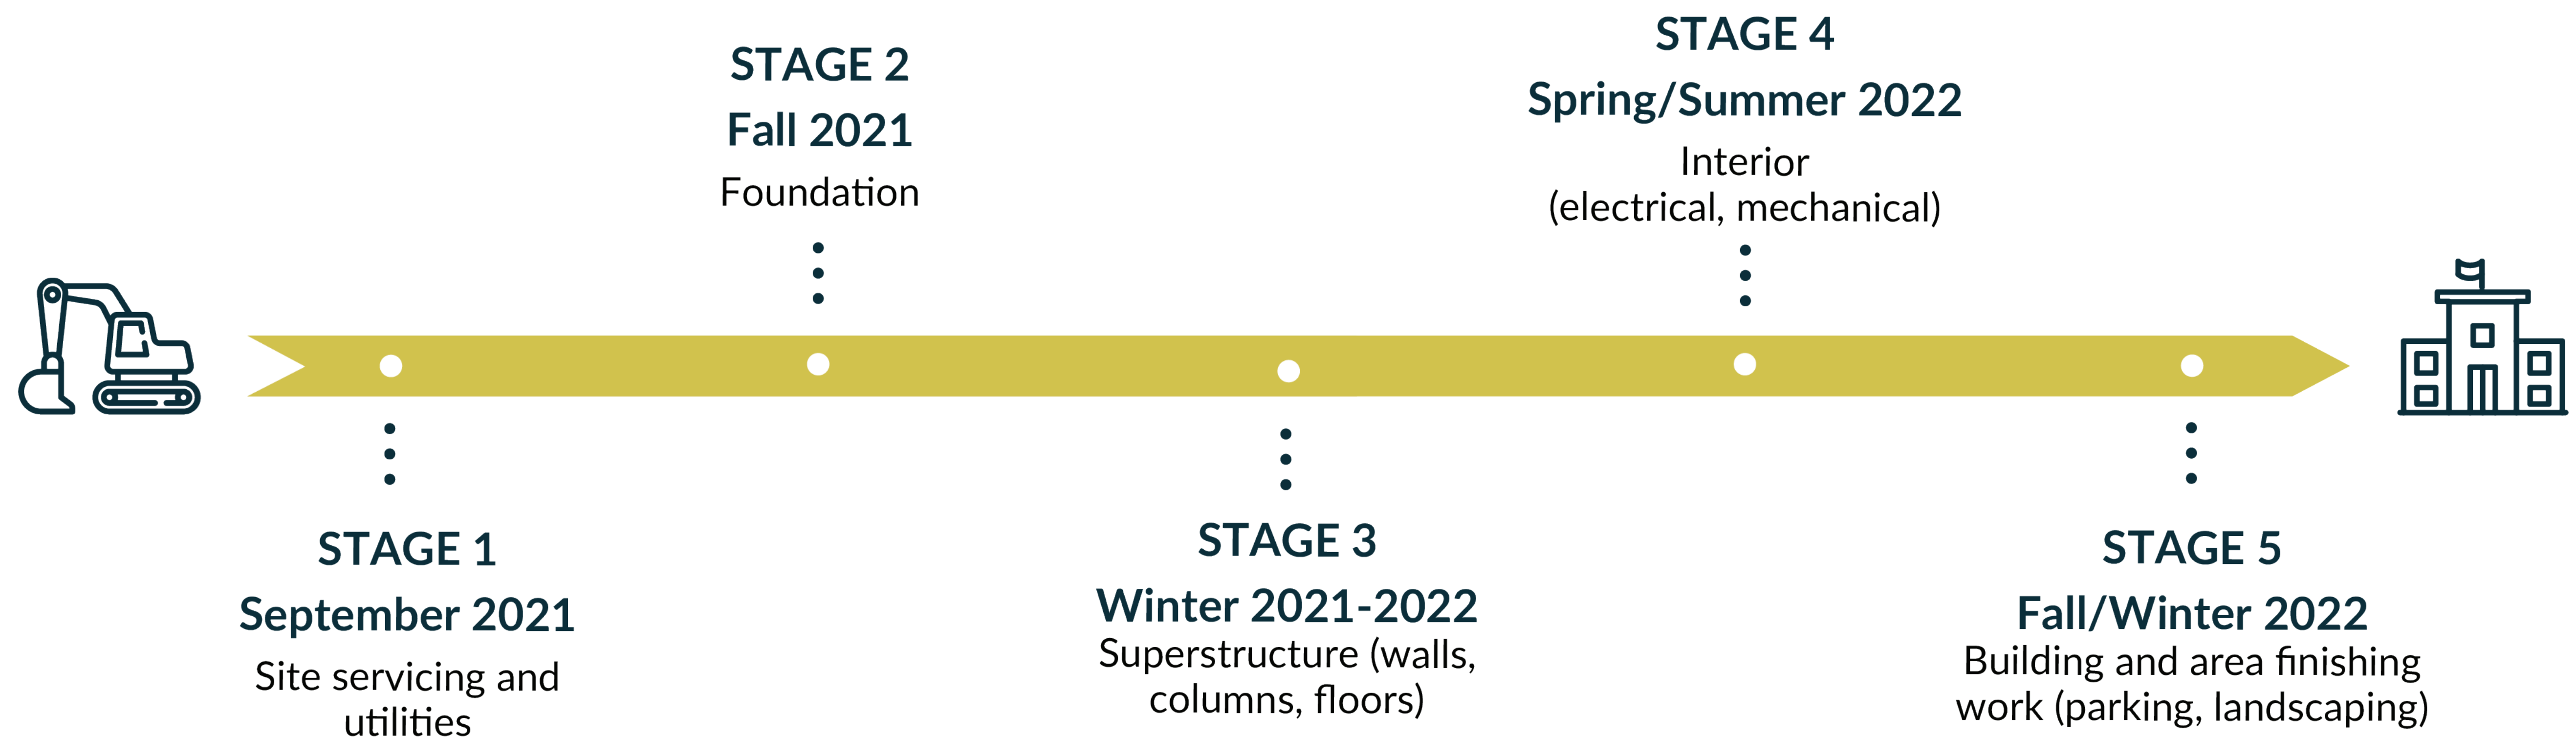 STAGE 1
September 2021
Site servicing and
utilities
STAGE 2
Fall 2021
Foundation
STAGE 3
Winter 2021-2022
Superstructure (walls,
columns, floors)
STAGE 4
Spring/Summer 2022
Interior
(electrical, mechanical)
STAGE 5
Fall/Winter 2022
Building and area finishing
work (parking, landscaping)